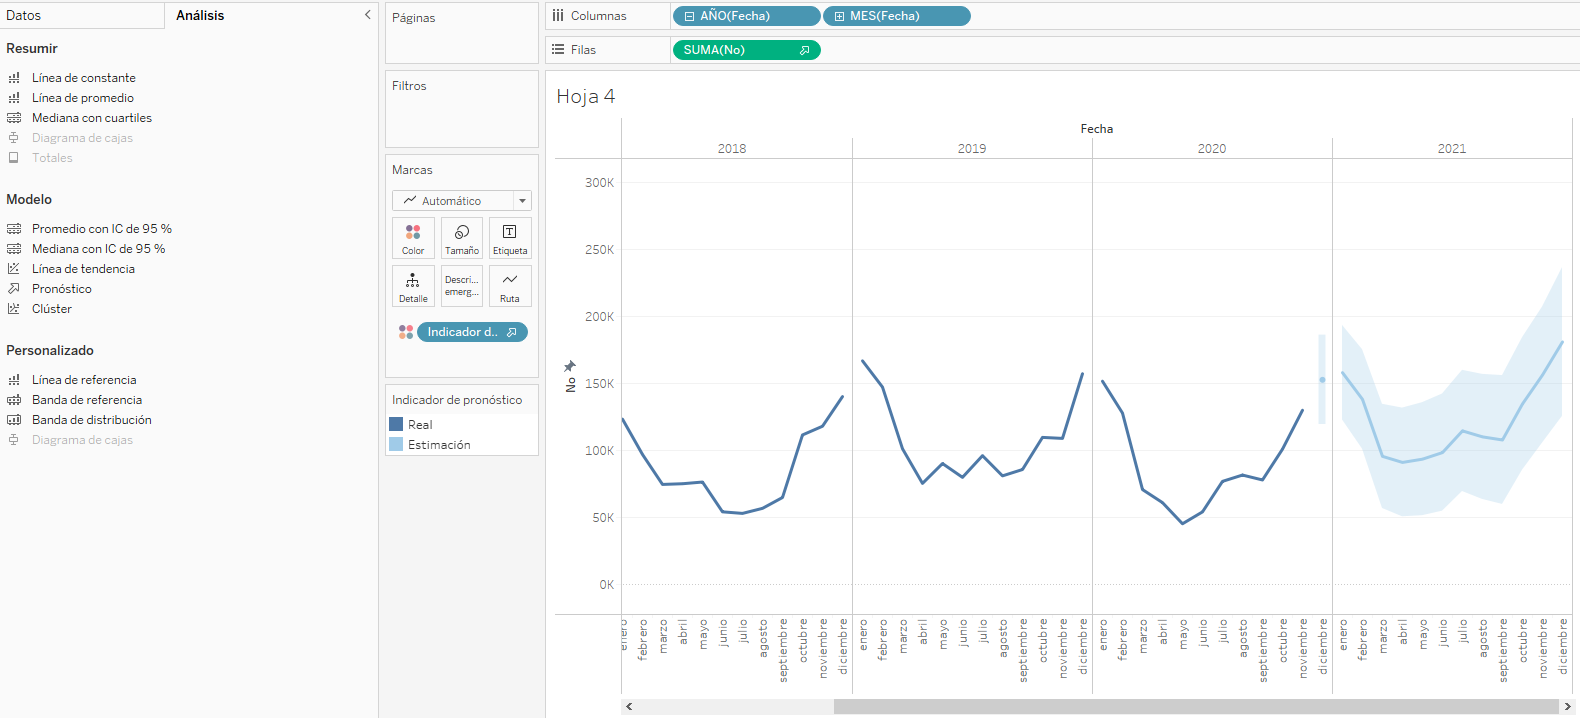 Datos
Análisis
Resumir
Línea de constante
Línea de promedio
Mediana con cuartiles
Diagrama de cajas
Totales
Modelo
Promedio con IC de 95 %
Mediana con IC de 95 %
Línea de tendencia
Pronóstico
Clúster
Personalizado
Línea de referencia
Banda de referencia
Banda de distribución
Diagrama de cajas
Páginas
Filtros
Marcas
Automático
Color
Tamaño
Etiqueta
Detalle
Descri...
emerg...
Ruta
Indicador d..
Indicador de pronóstico
Real
Estimación
Columnas
AÑO(Fecha)
MES(Fecha)
Filas
SUMA(No)
Hoja 4
Fecha
2018
2019
2020
2021
300K
250K
200K
150K
100K
50K
0K
No
enero
febrero
marzo
abril
mayo
junio
julio
agosto
septiembre
octubre
noviembre
diciembre
enero
febrero
marzo
abril
mayo
junio
julio
agosto
septiembre
octubre
noviembre
diciembre
enero
febrero
marzo
abril
mayo
junio
julio
agosto
septiembre
octubre
noviembre
diciembre
enero
febrero
marzo
abril
mayo
junio
julio
agosto
septiembre
octubre
noviembre
diciembre